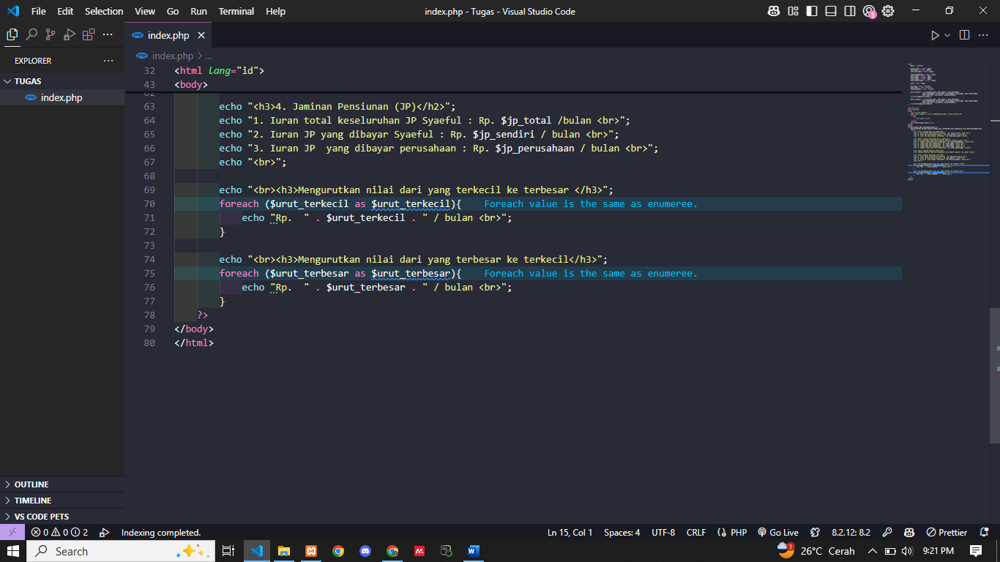 File Edit Selection View Go Run Terminal Help
index.php - Tugas - Visual Studio Code
EXPLORER
TUGAS
index.php
OUTLINE
TIMELINE
VS CODE PETS
index.php
index.php > ...
32 <html lang="id">
43 <body>
62
63 echo "<h3>4. Jaminan Pensiunan (JP)</h2>";
64 echo "1. Iuran total keseluruhan JP Syaeful : Rp. $jp_total /bulan <br>";
65 echo "2. Iuran JP yang dibayar Syaeful : Rp. $jp_sendiri / bulan <br>";
66 echo "3. Iuran JP  yang dibayar perusahaan : Rp. $jp_perusahaan / bulan <br>";
67 echo "<br>";
68
69 echo "<br><h3>Mengurutkan nilai dari yang terkecil ke terbesar </h3>";
70 foreach ($urut_terkecil as $urut_terkecil){ Foreach value is the same as enumeree.
71 echo "Rp.  " . $urut_terkecil . " / bulan <br>";
72 }
73
74 echo "<br><h3>Mengurutkan nilai dari yang terbesar ke terkecil</h3>";
75 foreach ($urut_terbesar as $urut_terbesar){ Foreach value is the same as enumeree.
76 echo "Rp.  " . $urut_terbesar . " / bulan <br>";
77 }
78 ?>
79 </body>
80 </html>
0 0 2 Indexing completed. Ln 15, Col 1 Spaces: 4 UTF-8 CRLF PHP Go Live 8.2.12: 8.2 Prettier
Search 26°C Cerah 9:21 PM